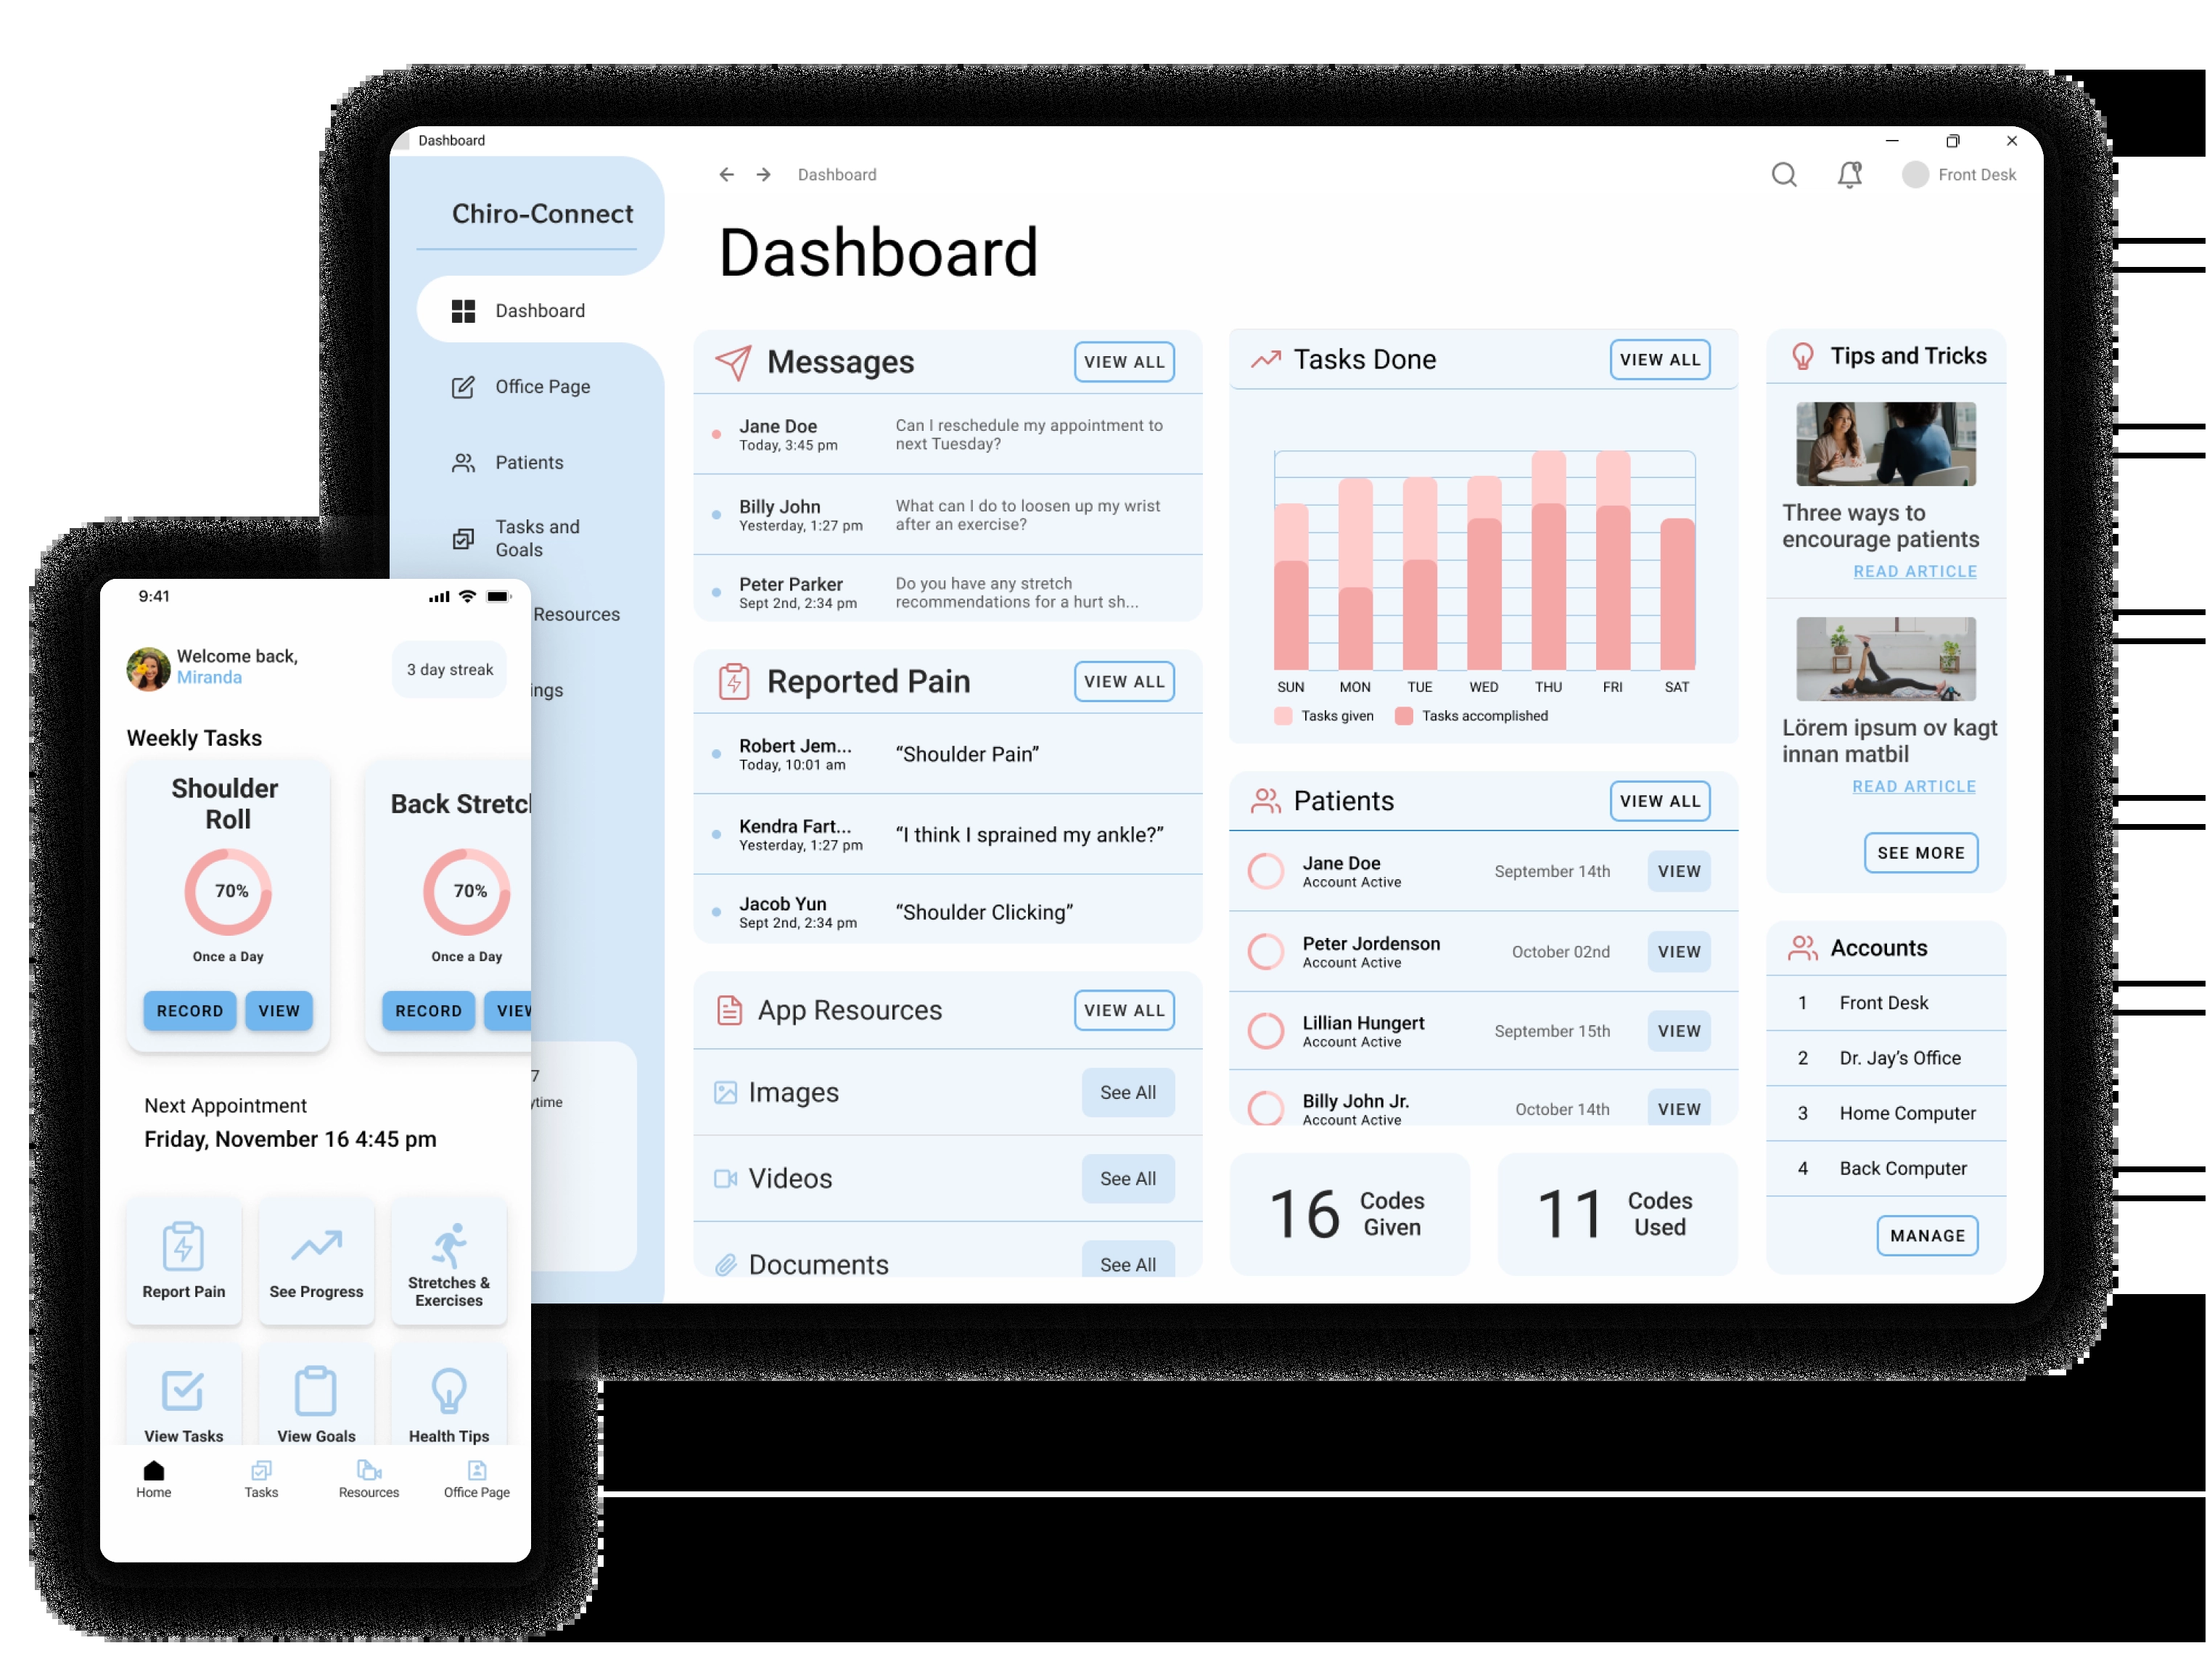 Dashboard
Dashboard
Front Desk
Chiro-Connect
Dashboard
Office Page
Patients
Tasks and
Goals
Resources
Dashboard
Messages
VIEW ALL
Jane Doe
Today, 3:45 pm
Can I reschedule my appointment to
next Tuesday?
Billy John
Yesterday, 1:27 pm
What can I do to loosen up my wrist
after an exercise?
Peter Parker
Sept 2nd, 2:34 pm
Do you have any stretch
recommendations for a hurt sh...
Reported Pain
VIEW ALL
Robert Jem...
Today, 10:01 am
“Shoulder Pain”
Kendra Fart...
Yesterday, 1:27 pm
“I think I sprained my ankle?”
Jacob Yun
Sept 2nd, 2:34 pm
“Shoulder Clicking”
App Resources
VIEW ALL
Images
See All
Videos
See All
Documents
See All
Tasks Done
VIEW ALL
SUN MON TUE WED THU FRI SAT
Tasks given Tasks accomplished
Patients
VIEW ALL
Jane Doe
Account Active
September 14th
VIEW
Peter Jordenson
Account Active
October 02nd
VIEW
Lillian Hungert
Account Active
September 15th
VIEW
Billy John Jr.
Account Active
October 14th
VIEW
16
Codes
Given
11
Codes
Used
Tips and Tricks
Three ways to
encourage patients
READ ARTICLE
Lörem ipsum ov kagt
innan matbil
READ ARTICLE
SEE MORE
Accounts
1 Front Desk
2 Dr. Jay’s Office
3 Home Computer
4 Back Computer
MANAGE
9:41
Welcome back,
Miranda
3 day streak
Weekly Tasks
Shoulder
Roll
70%
Once a Day
RECORD VIEW
Back Stretc
70%
Once a Day
RECORD VIEW
Next Appointment
Friday, November 16 4:45 pm
Report Pain
See Progress
Stretches &
Exercises
View Tasks
View Goals
Health Tips
Home
Tasks
Resources
Office Page